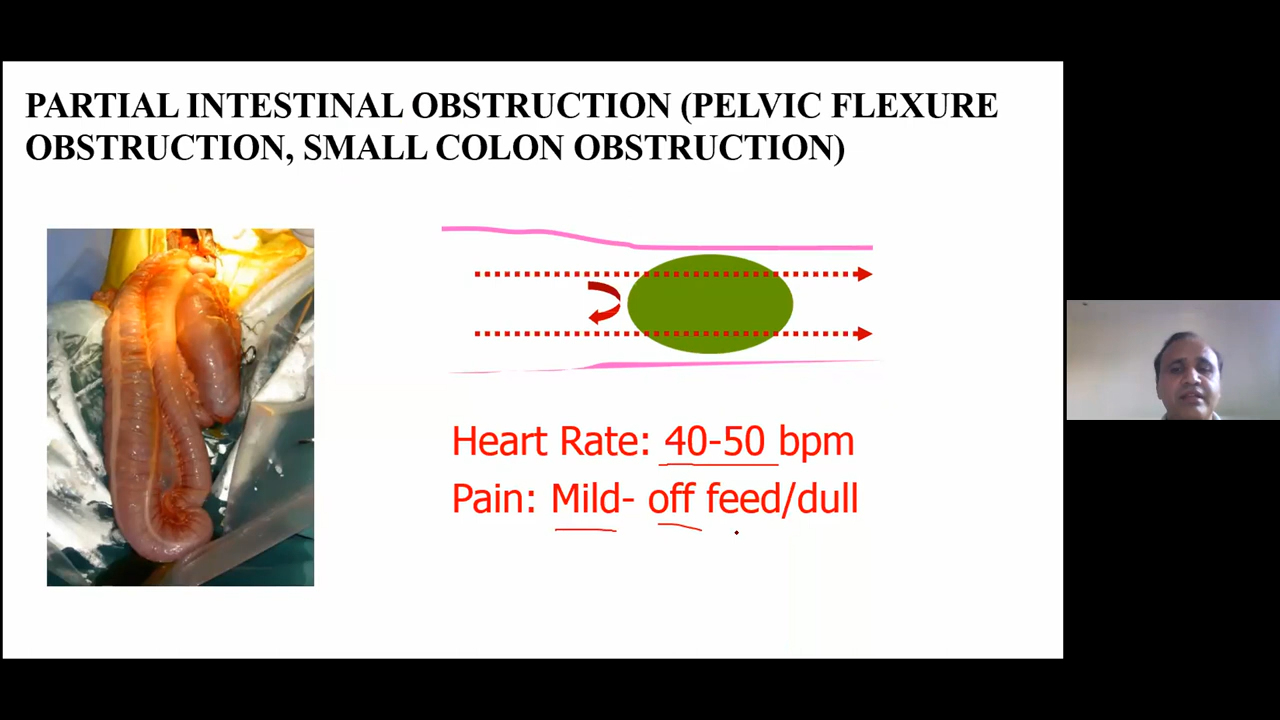 PARTIAL INTESTINAL OBSTRUCTION (PELVIC FLEXURE
OBSTRUCTION, SMALL COLON OBSTRUCTION)
Heart Rate: 40-50 bpm
Pain: Mild- off feed/dull